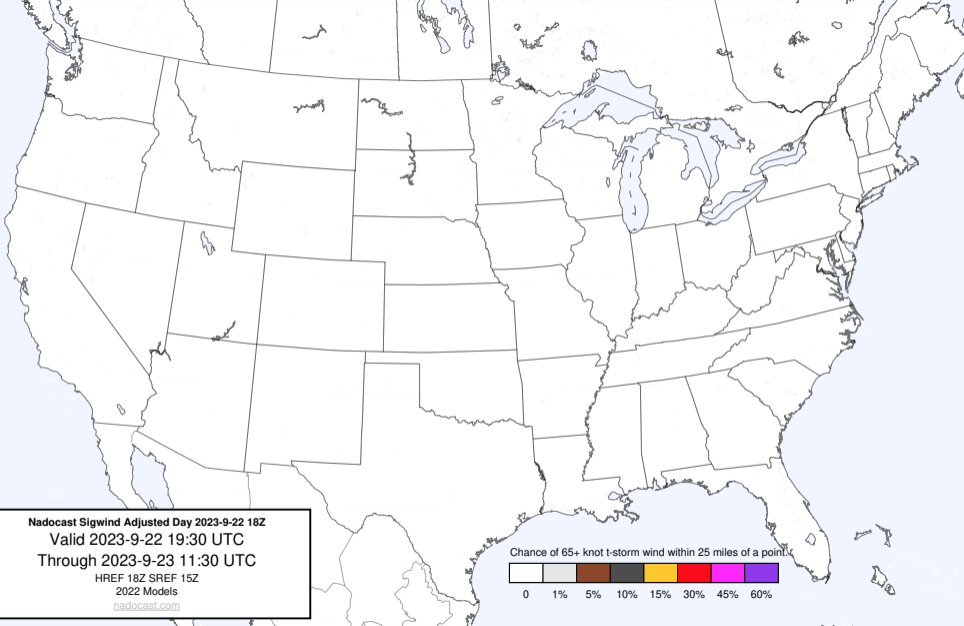 Nadocast Sigwind Adjusted Day 2023-9-22 18Z
Valid 2023-9-22 19:30 UTC
Through 2023-9-23 11:30 UTC
HREF 18Z SREF 15Z
2022 Models
nadocast.com
Chance of 65+ knot t-storm wind within 25 miles of a point.
0 1% 5% 10% 15% 30% 45% 60%